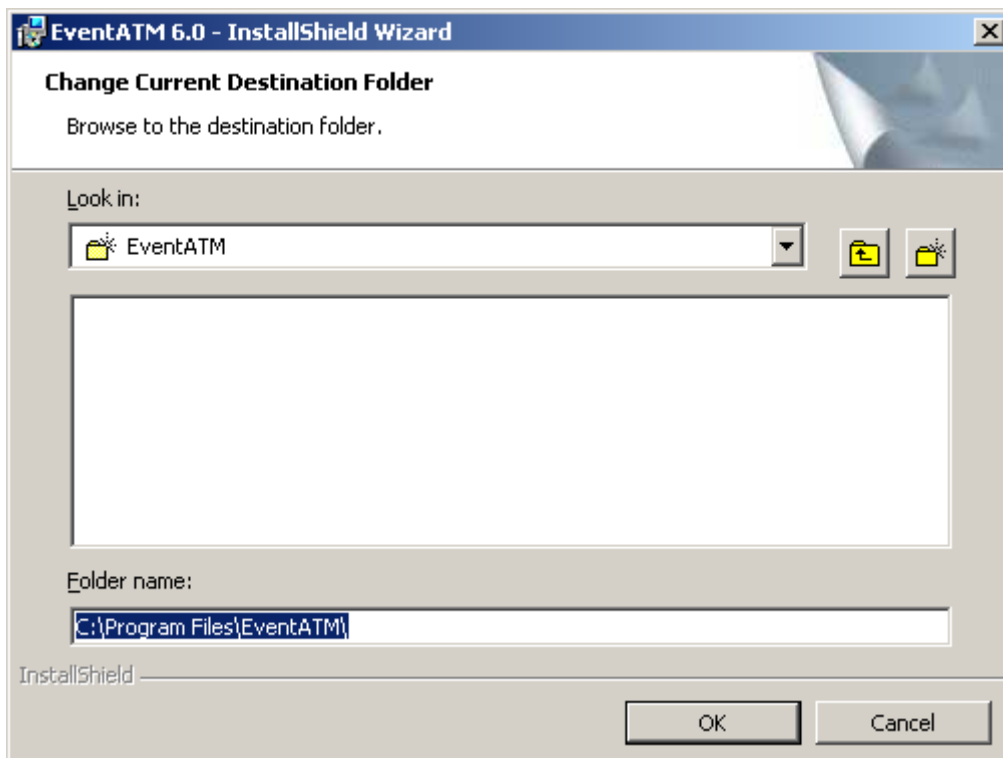 EventATM 6.0 - InstallShield Wizard
Change Current Destination Folder
Browse to the destination folder.
Look in:
EventATM
Folder name:
C:\Program Files\EventATM\
InstallShield
OK Cancel